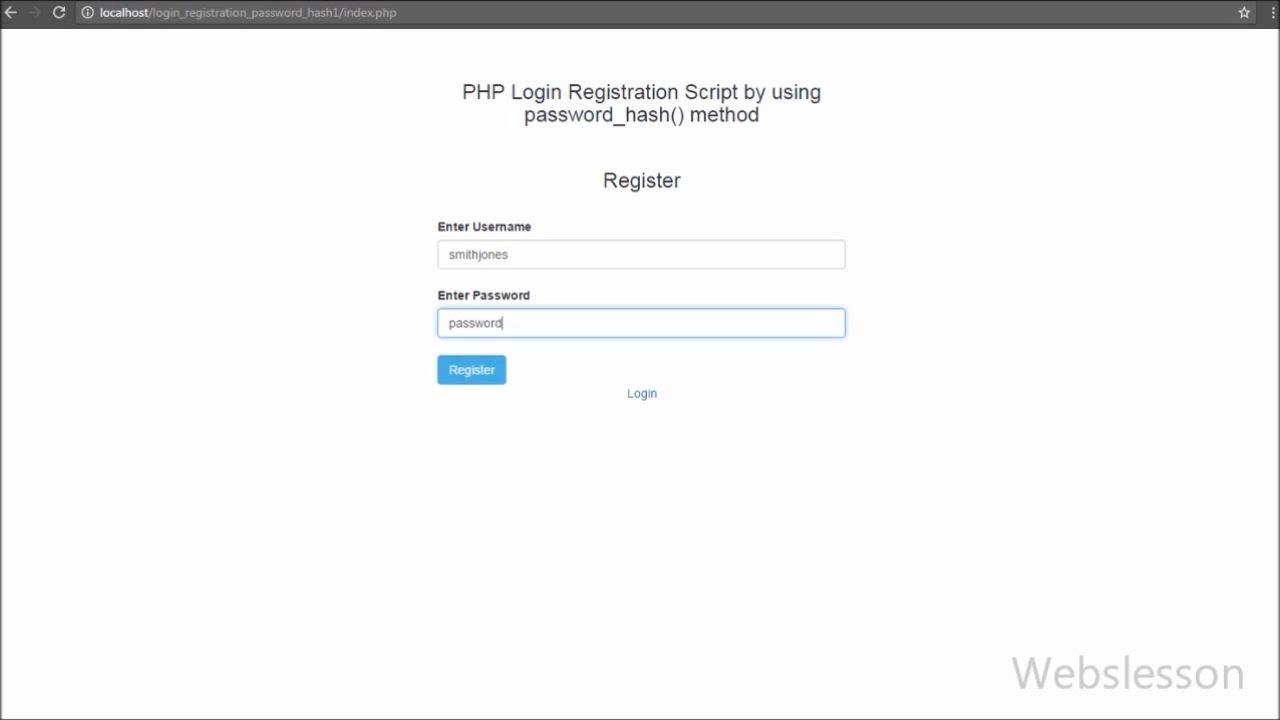 localhost/login_registration_password_hash1/index.php
PHP Login Registration Script by using
password_hash() method
Register
Enter Username
smithjones
Enter Password
password
Register
Login
Webslesson